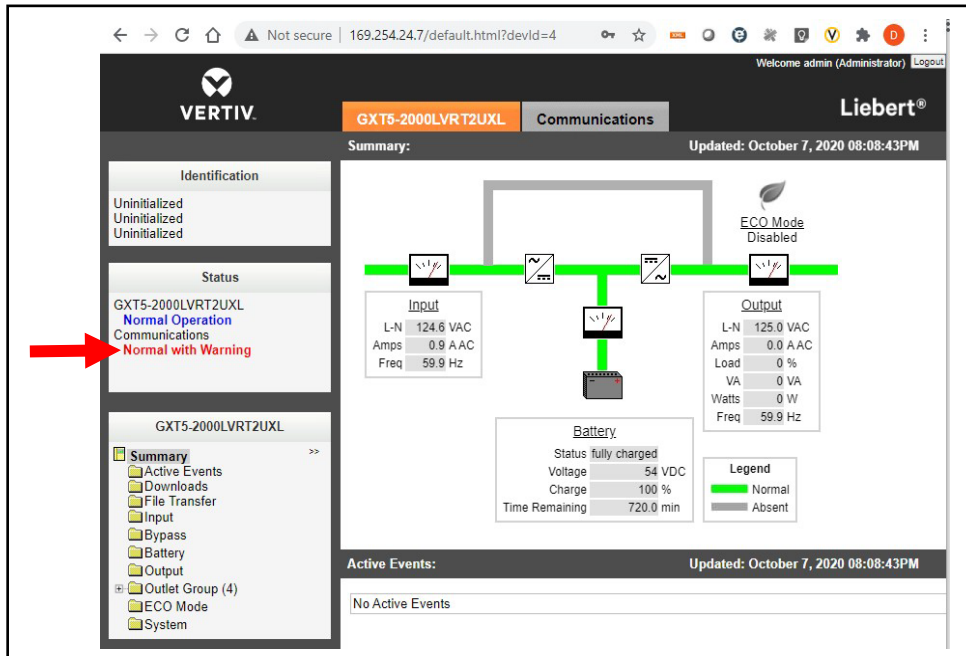 Not secure | 169.254.24.7/default.html?devId=4
Welcome admin (Administrator) Logout
VERTIV.
GXT5-2000LVRT2UXL Communications
Liebert®
Summary: Updated: October 7, 2020 08:08:43PM
Identification
Uninitialized
Uninitialized
Uninitialized
Status
GXT5-2000LVRT2UXL
Normal Operation
Communications
Normal with Warning
GXT5-2000LVRT2UXL
Summary >>
Active Events
Downloads
File Transfer
Input
Bypass
Battery
Output
Outlet Group (4)
ECO Mode
System
ECO Mode
Disabled
Input
L-N 124.6 VAC
Amps 0.9 A AC
Freq 59.9 Hz
Output
L-N 125.0 VAC
Amps 0.0 A AC
Load 0 %
VA 0 VA
Watts 0 W
Freq 59.9 Hz
Battery
Status fully charged
Voltage 54 VDC
Charge 100 %
Time Remaining 720.0 min
Legend
Normal
Absent
Active Events: Updated: October 7, 2020 08:08:43PM
No Active Events